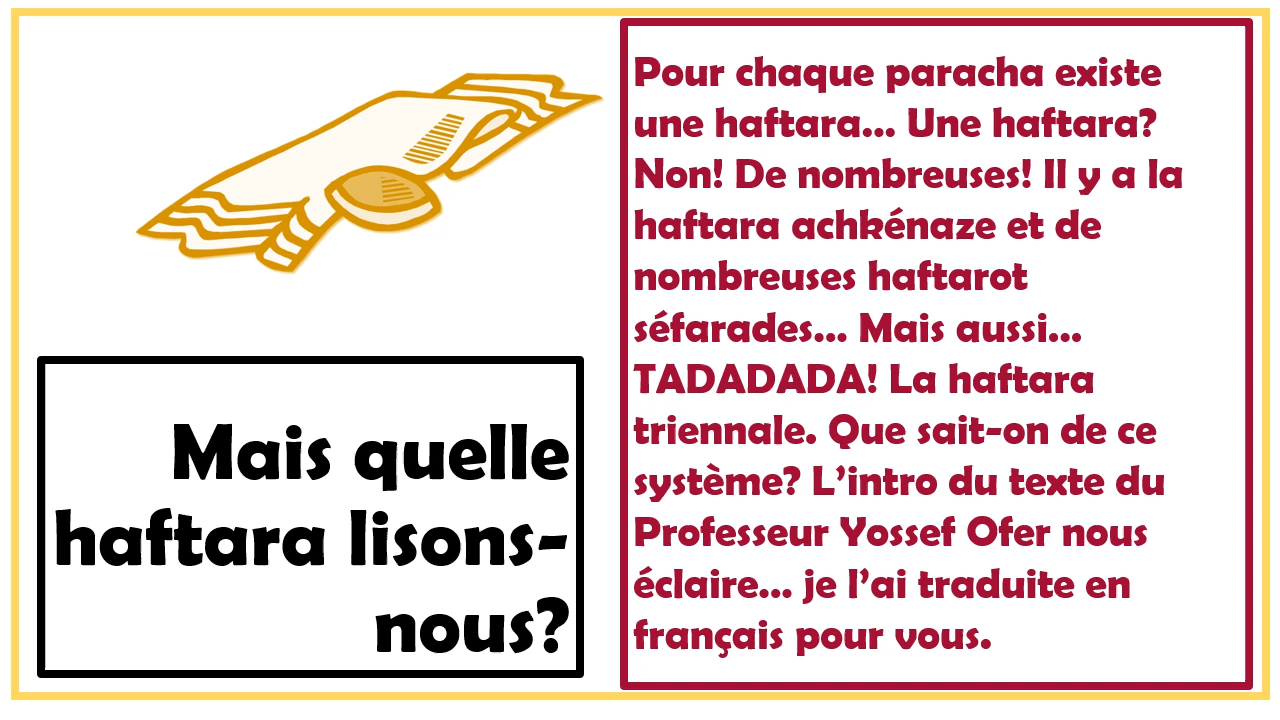 Mais quelle
haftara lisons-
nous?
Pour chaque paracha existe
une haftara... Une haftara?
Non! De nombreuses! Il y a la
haftara achkénaze et de
nombreuses haftarot
séfarades... Mais aussi...
TADADADA! La haftara
triennale. Que sait-on de ce
système? L’intro du texte du
Professeur Yossef Ofer nous
éclaire... je l’ai traduite en
français pour vous.